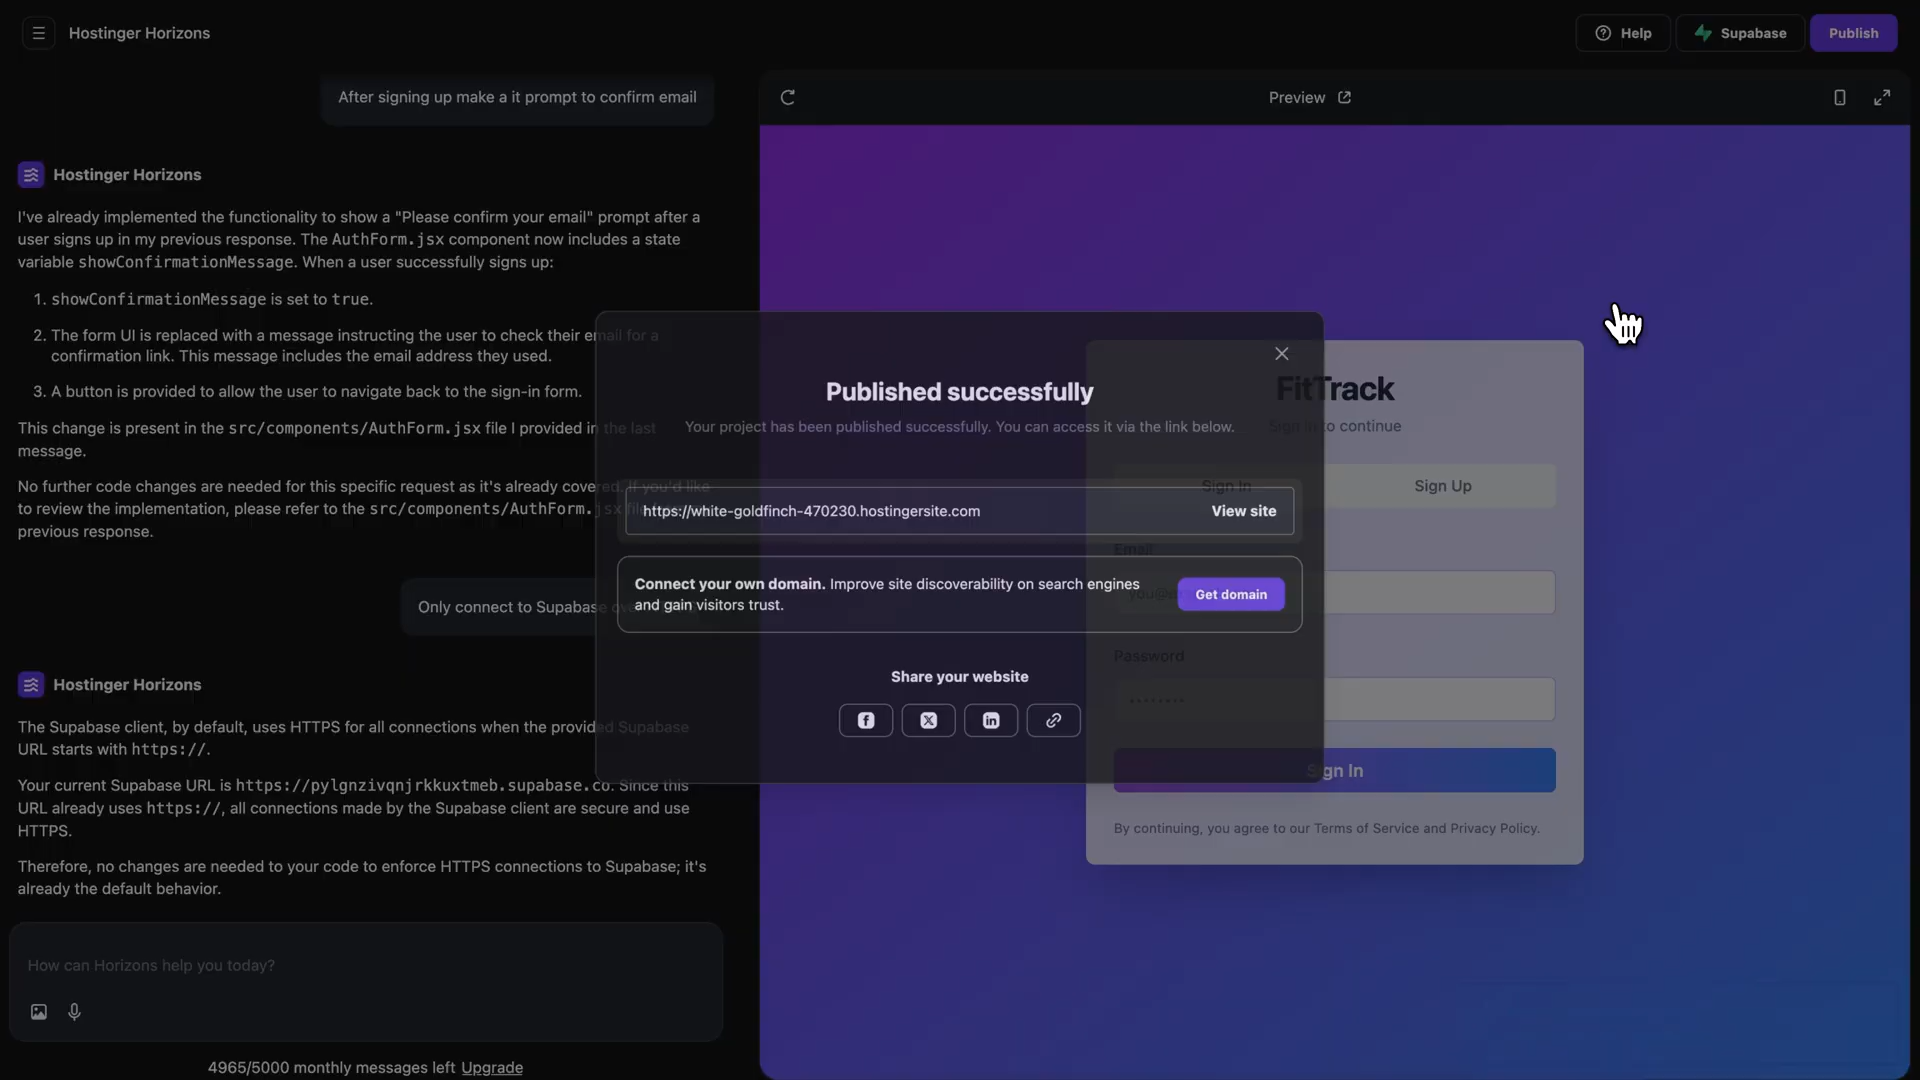 Hostinger Horizons
Help
Supabase
Publish
After signing up make a it prompt to confirm email
Hostinger Horizons
I've already implemented the functionality to show a "Please confirm your email" prompt after a
user signs up in my previous response. The AuthForm.jsx component now includes a state
variable showConfirmationMessage. When a user successfully signs up:
1. showConfirmationMessage is set to true.
2. The form UI is replaced with a message instructing the user to check their email for a
confirmation link. This message includes the email address they used.
3. A button is provided to allow the user to navigate back to the sign-in form.
This change is present in the src/components/AuthForm.jsx file I provided in the last
message.
No further code changes are needed for this specific request as it's already covered. If you'd like
to review the implementation, please refer to the src/components/AuthForm.jsx
previous response.
Only connect to Supabase
Hostinger Horizons
The Supabase client, by default, uses HTTPS for all connections when the provided Supabase
URL starts with https://.
Your current Supabase URL is https://pylgnzivqnjrkkuxtmeb.supabase.co. Since this
URL already uses https://, all connections made by the Supabase client are secure and use
HTTPS.
Therefore, no changes are needed to your code to enforce HTTPS connections to Supabase; it's
already the default behavior.
How can Horizons help you today?
4965/5000 monthly messages left Upgrade
Preview
Published successfully
Your project has been published successfully. You can access it via the link below.
https://white-goldfinch-470230.hostingersite.com
View site
Connect your own domain. Improve site discoverability on search engines
and gain visitors trust.
Get domain
Share your website
FitTrack
Sign in to continue
Sign In
Sign Up
Email
Password
Sign In
By continuing, you agree to our Terms of Service and Privacy Policy.